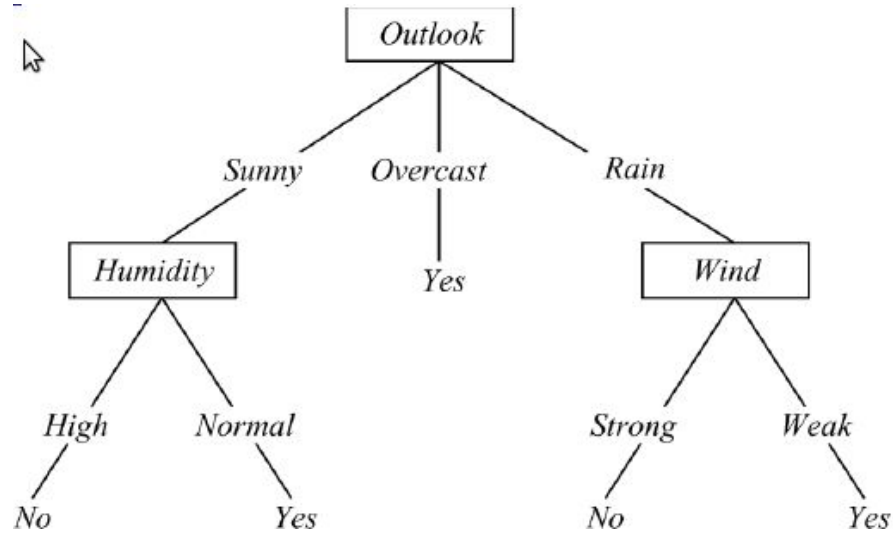 Outlook
Sunny Overcast Rain
Humidity Yes Wind
High Normal Strong Weak
No Yes No Yes